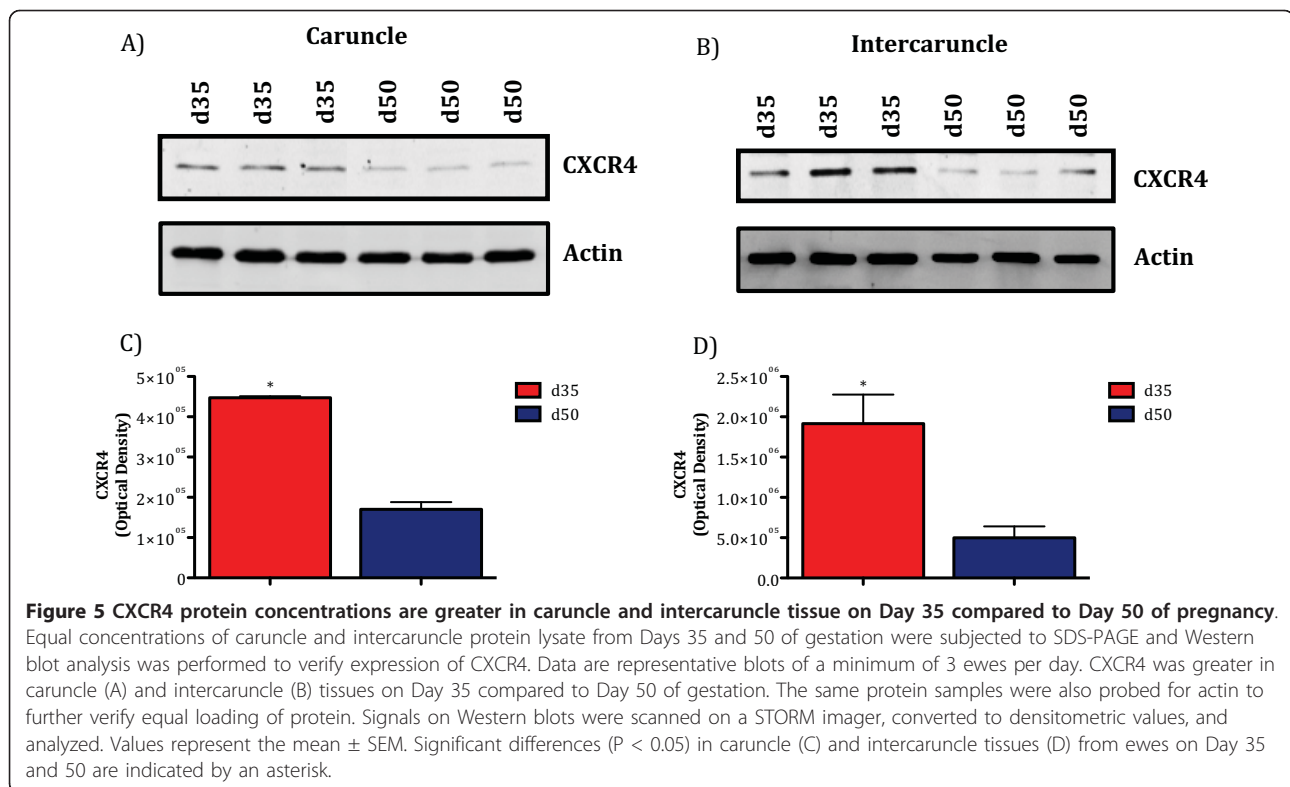 A)
Caruncle
d35 d35 d35 d50 d50 d50
CXCR4
Actin
B)
Intercaruncle
d35 d35 d35 d50 d50 d50
CXCR4
Actin
C)
CXCR4
(Optical Density)
5×10⁰⁵
4×10⁰⁵
3×10⁰⁵
2×10⁰⁵
1×10⁰⁵
0
*
d35
d50
D)
CXCR4
(Optical Density)
2.5×10⁰⁶
2.0×10⁰⁶
1.5×10⁰⁶
1.0×10⁰⁶
5.0×10⁰⁵
0.0
*
d35
d50
Figure 5 CXCR4 protein concentrations are greater in caruncle and intercaruncle tissue on Day 35 compared to Day 50 of pregnancy.
Equal concentrations of caruncle and intercaruncle protein lysate from Days 35 and 50 of gestation were subjected to SDS-PAGE and Western
blot analysis was performed to verify expression of CXCR4. Data are representative blots of a minimum of 3 ewes per day. CXCR4 was greater in
caruncle (A) and intercaruncle (B) tissues on Day 35 compared to Day 50 of gestation. The same protein samples were also probed for actin to
further verify equal loading of protein. Signals on Western blots were scanned on a STORM imager, converted to densitometric values, and
analyzed. Values represent the mean ± SEM. Significant differences (P < 0.05) in caruncle (C) and intercaruncle tissues (D) from ewes on Day 35
and 50 are indicated by an asterisk.